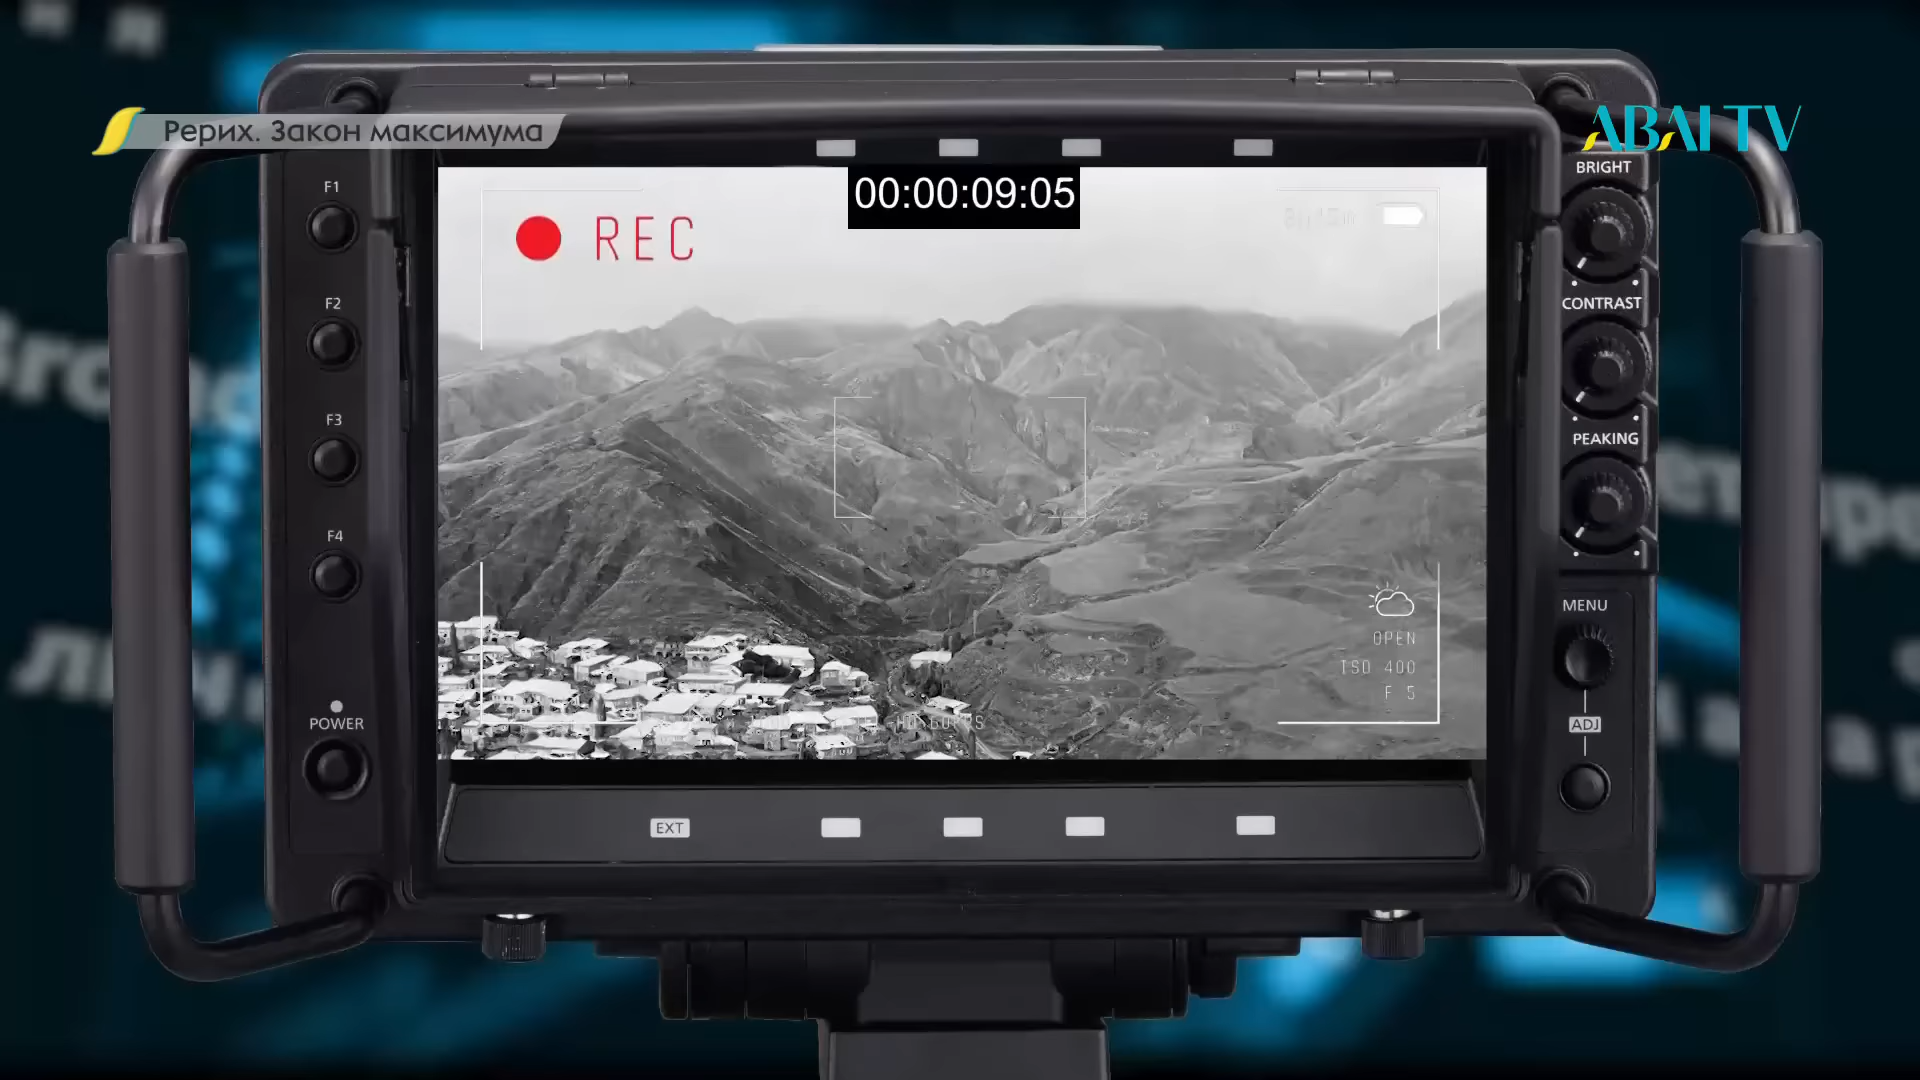 Рерих. Закон максимума
ABAI TV
00:00:09:05
REC
F1
F2
F3
F4
POWER
BRIGHT
CONTRAST
PEAKING
MENU
ADJ
OPEN
ISO 400
F 5
EXT